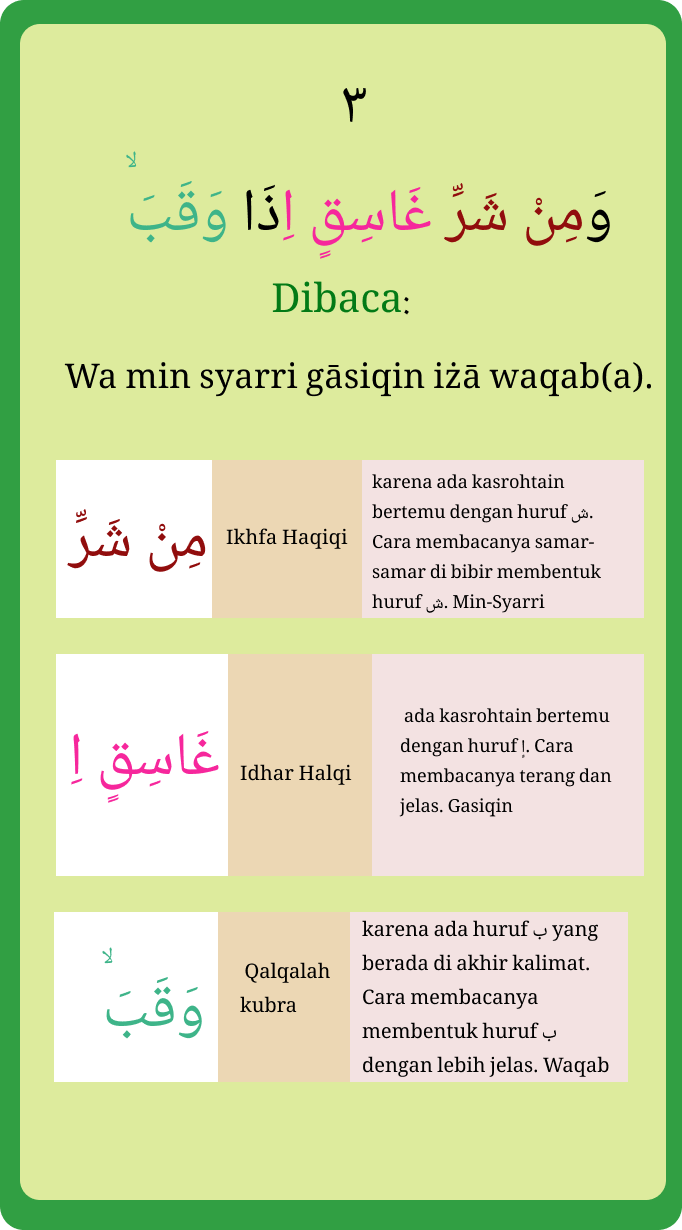 ٣
وَمِنْ شَرِّ غَاسِقٍ اِذَا وَقَبَۙ
Dibaca:
Wa min syarri gāsiqin iżā waqab(a).
مِنْ شَرِّ
Ikhfa Haqiqi
karena ada kasrohtain
bertemu dengan huruf ش.
Cara membacanya samar-
samar di bibir membentuk
huruf ش. Min-Syarri
غَاسِقٍ اِ
Idhar Halqi
ada kasrohtain bertemu
dengan huruf إ. Cara
membacanya terang dan
jelas. Gasiqin
وَقَبَۙ
Qalqalah
kubra
karena ada huruf ب yang
berada di akhir kalimat.
Cara membacanya
membentuk huruf ب
dengan lebih jelas. Waqab